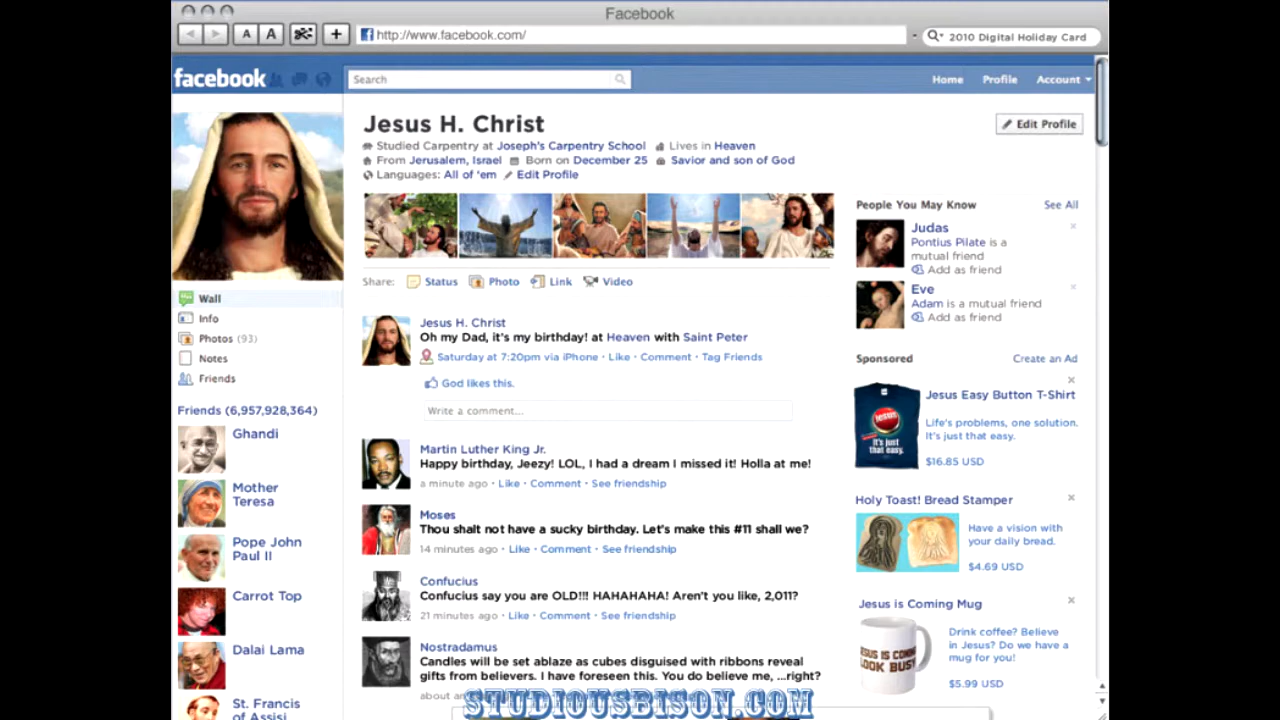 Facebook
A A + http://www.facebook.com/ 2010 Digital Holiday Card
facebook Search Home Profile Account
Jesus H. Christ
Edit Profile
Studied Carpentry at Joseph's Carpentry School Lives in Heaven
From Jerusalem, Israel Born on December 25 Savior and son of God
Languages: All of 'em Edit Profile
Share: Status Photo Link Video
Wall
Info
Photos (93)
Notes
Friends
Friends (6,957,928,364)
Ghandi
Mother
Teresa
Pope John
Paul II
Carrot Top
Dalai Lama
St. Francis
of Assisi
Jesus H. Christ
Oh my Dad, it's my birthday! at Heaven with Saint Peter
Saturday at 7:20pm via iPhone · Like · Comment · Tag Friends
God likes this.
Write a comment...
Martin Luther King Jr.
Happy birthday, Jeezy! LOL, I had a dream I missed it! Holla at me!
a minute ago · Like · Comment · See friendship
Moses
Thou shalt not have a sucky birthday. Let's make this #11 shall we?
14 minutes ago · Like · Comment · See friendship
Confucius
Confucius say you are OLD!!! HAHAHAHA! Aren't you like, 2,011?
21 minutes ago · Like · Comment · See friendship
Nostradamus
Candles will be set ablaze as cubes disguised with ribbons reveal
gifts from believers. I have foreseen this. You do believe me, ...right?
about
STUDIOUSBISON.COM
People You May Know See All
Judas
Pontius Pilate is a
mutual friend
Add as friend
Eve
Adam is a mutual friend
Add as friend
Sponsored Create an Ad
Jesus Easy Button T-Shirt
Jesus
It's just
that easy.
Life's problems, one solution.
It's just that easy.
$16.85 USD
Holy Toast! Bread Stamper
Have a vision with
your daily bread.
$4.69 USD
Jesus is Coming Mug
JESUS IS COMING
LOOK BUSY
Drink coffee? Believe
in Jesus? Do we have a
mug for you!
$5.99 USD